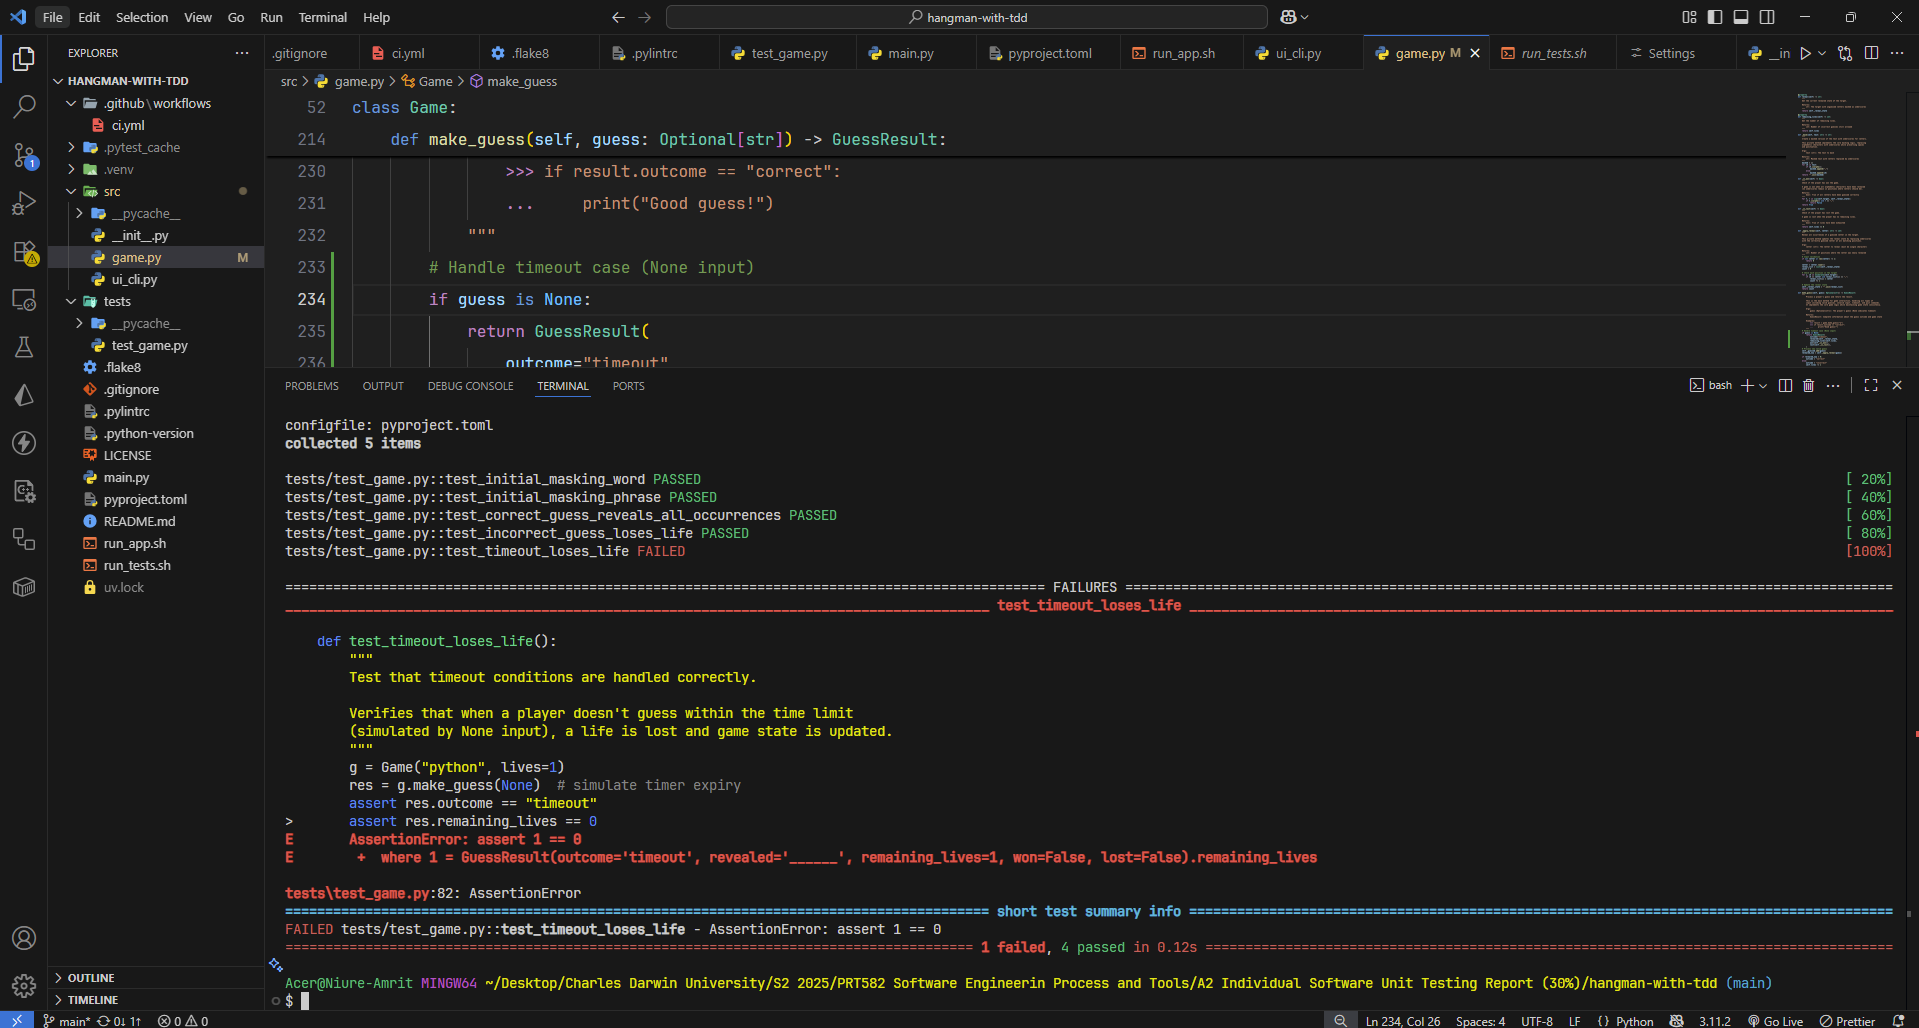 File Edit Selection View Go Run Terminal Help
hangman-with-tdd
EXPLORER
.gitignore
ci.yml
.flake8
.pylintrc
test_game.py
main.py
pyproject.toml
run_app.sh
ui_cli.py
game.py M
run_tests.sh
Settings
__in
HANGMAN-WITH-TDD
.github\workflows
ci.yml
.pytest_cache
.venv
src
__pycache__
__init__.py
game.py M
ui_cli.py
tests
__pycache__
test_game.py
.flake8
.gitignore
.pylintrc
.python-version
LICENSE
main.py
pyproject.toml
README.md
run_app.sh
run_tests.sh
uv.lock
OUTLINE
TIMELINE
1
src > game.py > Game > make_guess
52 class Game:
214 def make_guess(self, guess: Optional[str]) -> GuessResult:
230 >>> if result.outcome == "correct":
231 ... print("Good guess!")
232 """
233 # Handle timeout case (None input)
234 if guess is None:
235 return GuessResult(
236 outcome="timeout"
PROBLEMS OUTPUT DEBUG CONSOLE TERMINAL PORTS
bash
configfile: pyproject.toml
collected 5 items
tests/test_game.py::test_initial_masking_word PASSED [ 20%]
tests/test_game.py::test_initial_masking_phrase PASSED [ 40%]
tests/test_game.py::test_correct_guess_reveals_all_occurrences PASSED [ 60%]
tests/test_game.py::test_incorrect_guess_loses_life PASSED [ 80%]
tests/test_game.py::test_timeout_loses_life FAILED [100%]
FAILURES
test_timeout_loses_life
def test_timeout_loses_life():
"""
Test that timeout conditions are handled correctly.
Verifies that when a player doesn't guess within the time limit
(simulated by None input), a life is lost and game state is updated.
"""
g = Game("python", lives=1)
res = g.make_guess(None) # simulate timer expiry
assert res.outcome == "timeout"
> assert res.remaining_lives == 0
E AssertionError: assert 1 == 0
E + where 1 = GuessResult(outcome='timeout', revealed='______', remaining_lives=1, won=False, lost=False).remaining_lives
tests\test_game.py:82: AssertionError
short test summary info
FAILED tests/test_game.py::test_timeout_loses_life - AssertionError: assert 1 == 0
1 failed, 4 passed in 0.12s
Acer@Niure-Amrit MINGW64 ~/Desktop/Charles Darwin University/S2 2025/PRT582 Software Engineerin Process and Tools/A2 Individual Software Unit Testing Report (30%)/hangman-with-tdd (main)
$
main* 0↓ 1↑ 0 0
Ln 234, Col 26 Spaces: 4 UTF-8 LF {} Python 3.11.2 Go Live Prettier